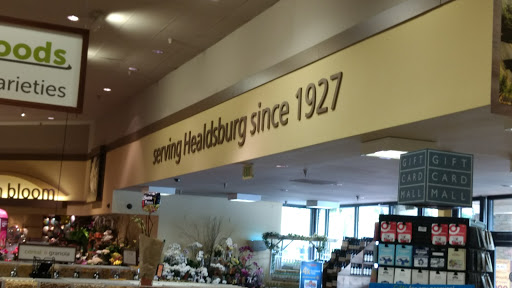 oods
arieties
serving Healdsburg since 1927
bloom
GIFT CARD MALL
GIFT CARD MALL